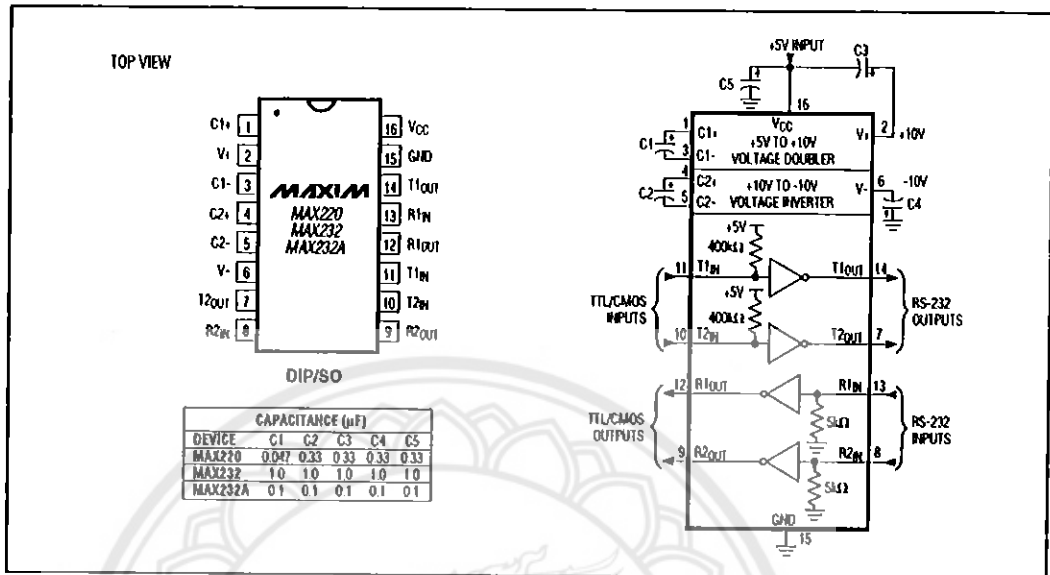 TOP VIEW
C1+ 1
V+ 2
C1- 3
C2+ 4
C2- 5
V- 6
T2OUT 7
R2IN 8
MAXIM
MAX220
MAX232
MAX232A
16 VCC
15 GND
14 T1OUT
13 R1IN
12 R1OUT
11 T1IN
10 T2IN
9 R2OUT
DIP/SO
CAPACITANCE (µF)
DEVICE C1 C2 C3 C4 C5
MAX220 0.047 0.33 0.33 0.33 0.33
MAX232 1.0 1.0 1.0 1.0 1.0
MAX232A 0.1 0.1 0.1 0.1 0.1
+5V INPUT
C3
C5
16
VCC
1 C1+
C1
3 C1-
+5V TO +10V
VOLTAGE DOUBLER
V+ 2 +10V
4 C2+
C2
5 C2-
+10V TO -10V
VOLTAGE INVERTER
V- 6 -10V
C4
+5V
400kΩ
11 T1IN
T1OUT 14
+5V
400kΩ
TTL/CMOS
INPUTS
RS-232
OUTPUTS
10 T2IN
T2OUT 7
12 R1OUT
R1IN 13
5kΩ
TTL/CMOS
OUTPUTS
RS-232
INPUTS
9 R2OUT
R2IN 8
5kΩ
GND
15